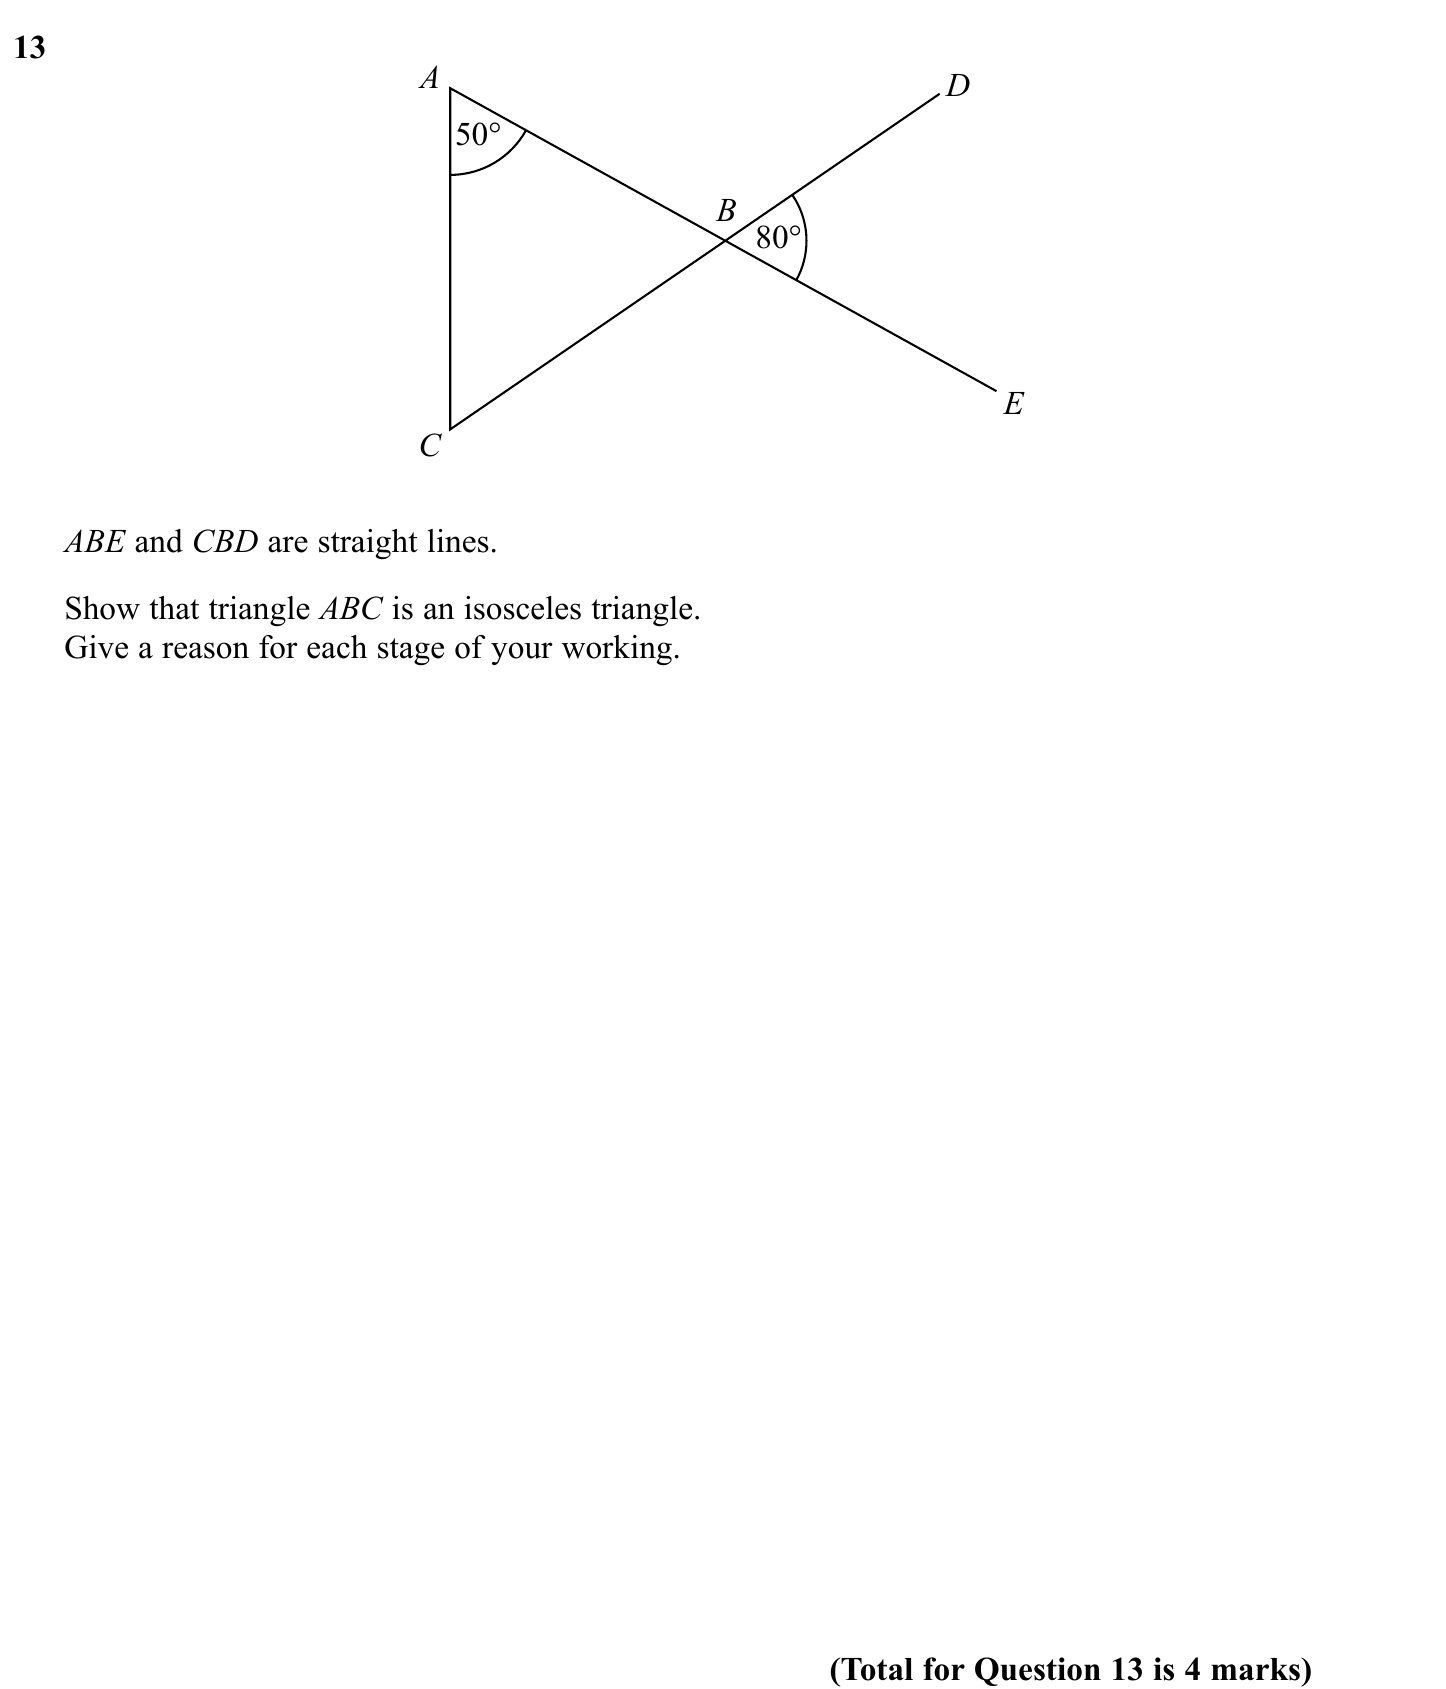 13
A
D
50°
B
80°
E
C
ABE and CBD are straight lines.
Show that triangle ABC is an isosceles triangle.
Give a reason for each stage of your working.
(Total for Question 13 is 4 marks)